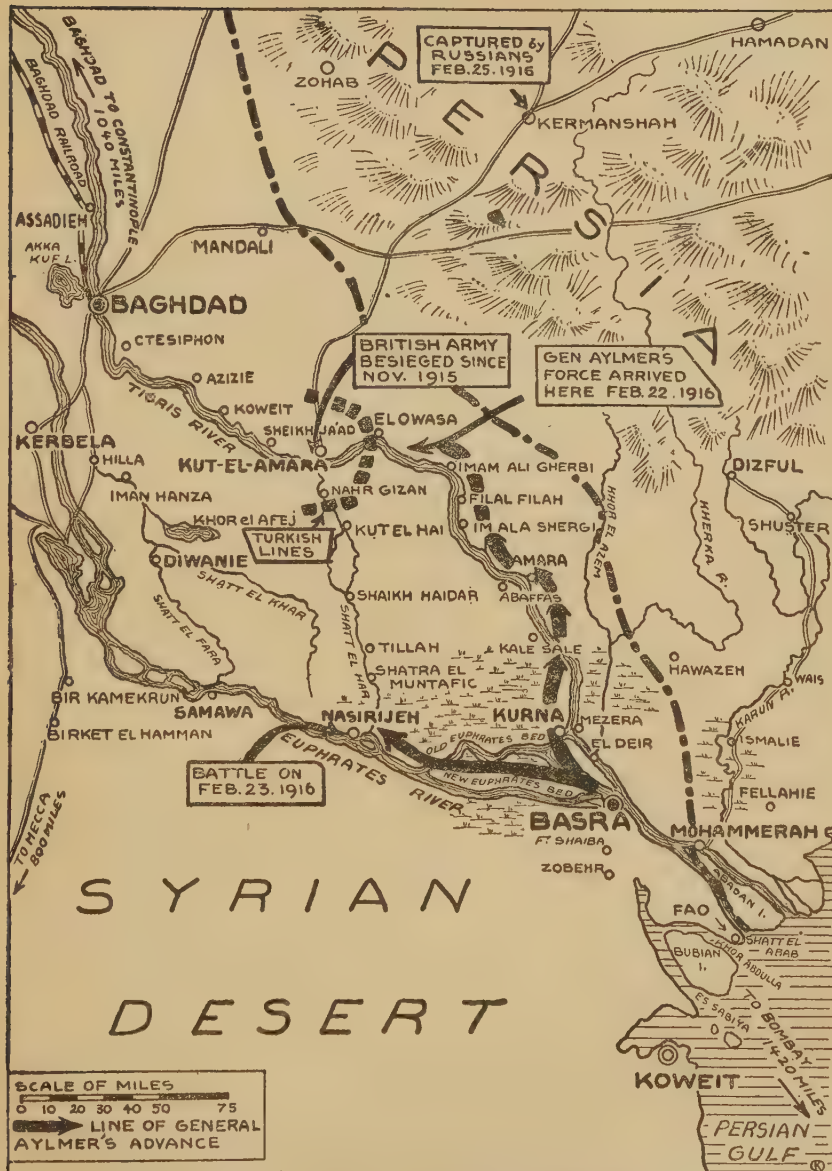 BAGHDAD TO CONSTANTINOPLE
1040 MILES
BAGHDAD RAILROAD
ZOHAB
CAPTURED by
RUSSIANS
FEB. 25. 1916
HAMADAN
KERMANSHAH
PERSIA
ASSADIEH
AKKA
KUF L.
MANDALI
BAGHDAD
CTESIPHON
AZIZIE
KOWEIT
TIGRIS RIVER
BRITISH ARMY
BESIEGED SINCE
NOV. 1915
GEN AYLMER'S
FORCE ARRIVED
HERE FEB. 22. 1916
SHEIKH JA'AD
EL OWASA
KERBELA
HILLA
KUT-EL-AMARA
IMAM ALI GHERBI
DIZFUL
IMAN HANZA
NAHR GIZAN
FILAL FILAH
KHOR el AFEJ
TURKISH
LINES
KUT EL HAI
IM ALA SHERGI
KHOR EL AZEM
KHERKA R.
SHUSTER
DIWANIE
AMARA
SHATT EL KHAR
SHAIKH HAIDAR
ABAFFAS
SHATT EL FARA
SHATT EL HAR
TILLAH
KALE SALE
HAWAZEH
SHATRA EL
MUNTAFIC
WAIS
BIR KAMEKRUN
SAMAWA
NASIRIJEH
KURNA
MEZERA
KARUN R.
BIRKET EL HAMMAN
OLD EUPHRATES BED
EL DEIR
ISMALIE
BATTLE ON
FEB. 23. 1916
EUPHRATES RIVER
NEW EUPHRATES BED
FELLAHIE
BASRA
MOHAMMERAH
TO MECCA
800 MILES
FT. SHAIBA
ZOBEHR
ABADAN I.
SYRIAN
DESERT
FAO
SHATT EL
ARAB
BUBIAN
I.
KHOR ABDULLA
ES SABIYA
TO BOMBAY
1420 MILES
KOWEIT
PERSIAN
GULF
SCALE OF MILES
0 10 20 30 40 50 75
LINE OF GENERAL
AYLMER'S ADVANCE